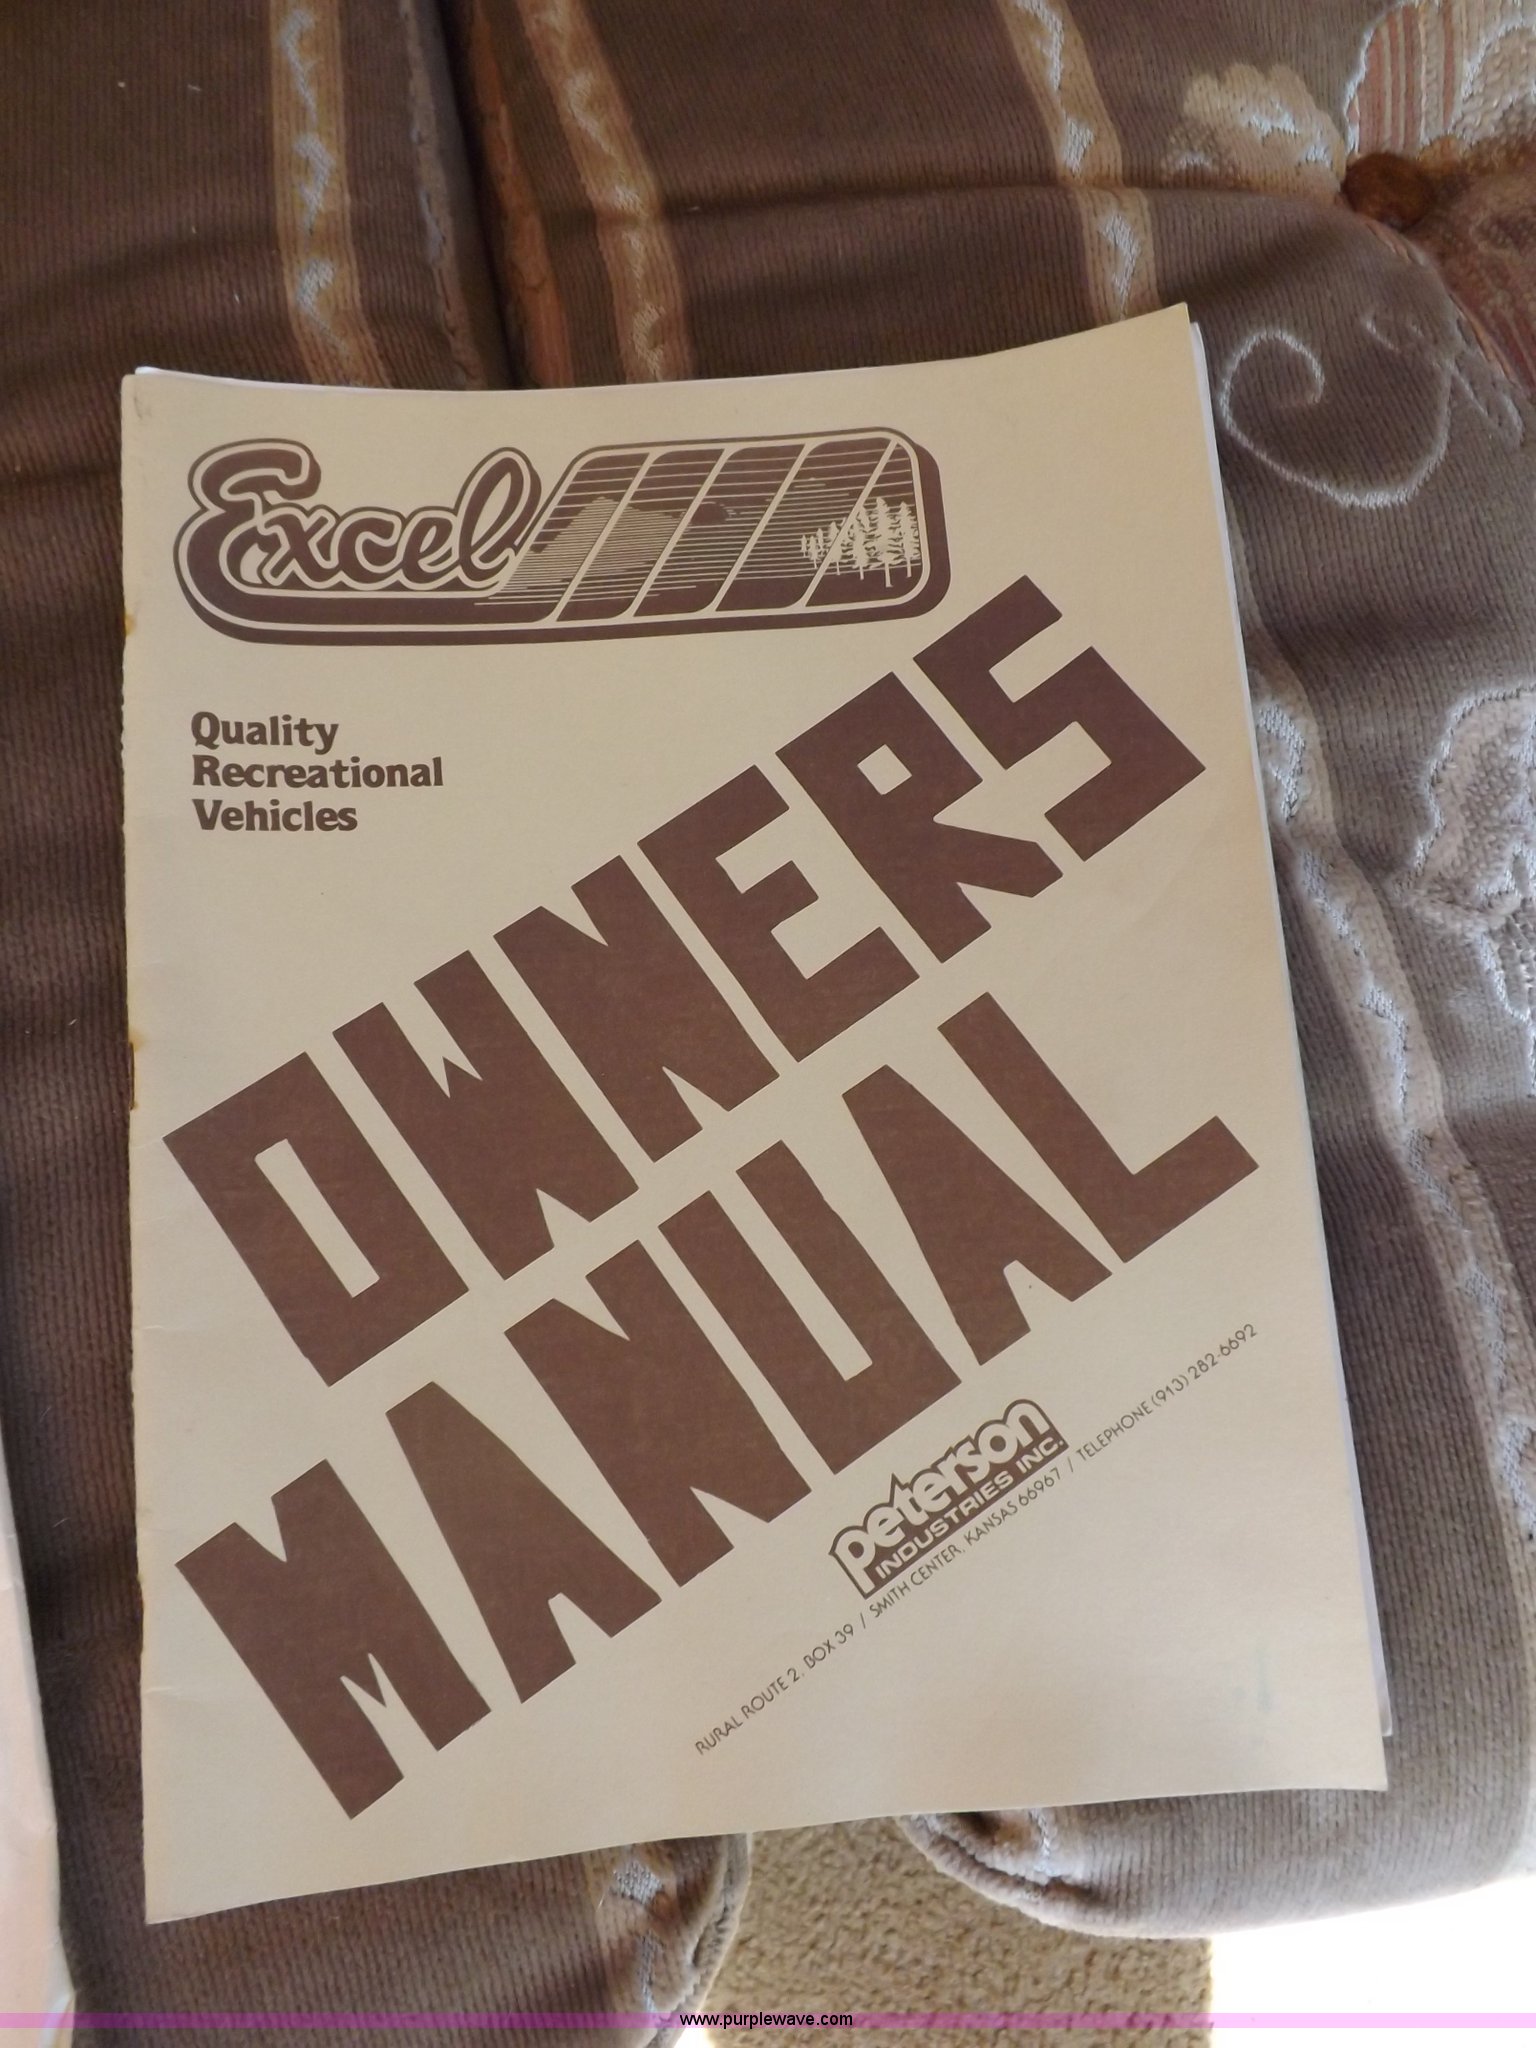 Excel
Quality
Recreational
Vehicles
OWNERS
MANUAL
peterson
INDUSTRIES INC.
RURAL ROUTE 2, BOX 39 / SMITH CENTER, KANSAS 66967 / TELEPHONE (913) 282-6692
www.purplewave.com